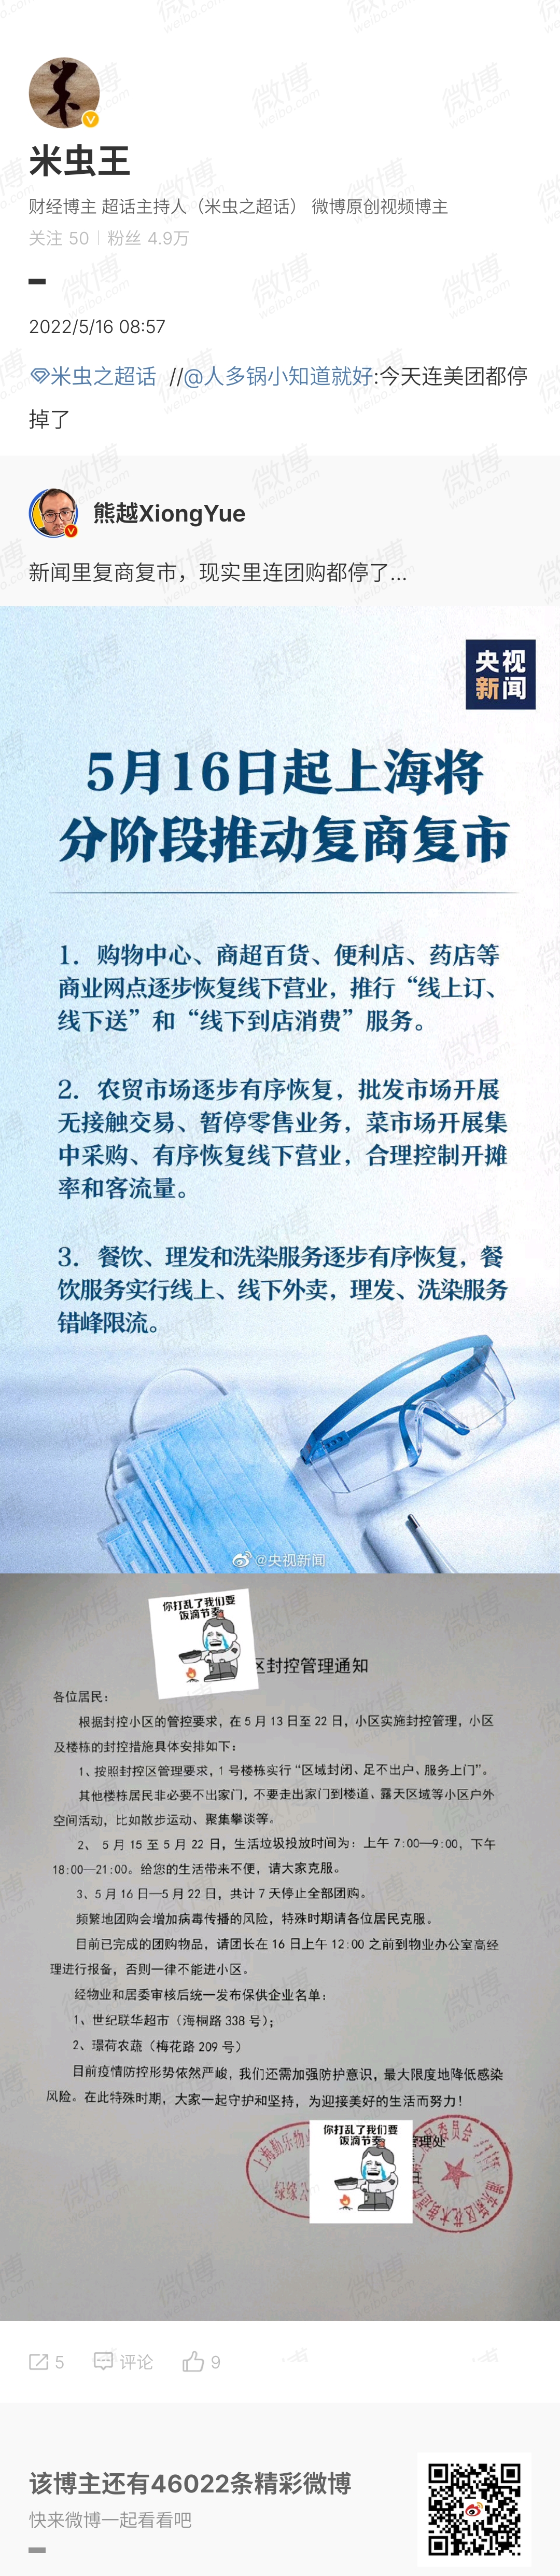 米虫王
财经博主 超话主持人（米虫之超话） 微博原创视频博主
关注 50 | 粉丝 4.9万
2022/5/16 08:57
米虫之超话 //@人多锅小知道就好:今天连美团都停
掉了
熊越XiongYue
新闻里复商复市，现实里连团购都停了...
央视
新闻
5月16日起上海将
分阶段推动复商复市
1. 购物中心、商超百货、便利店、药店等
商业网点逐步恢复线下营业，推行“线上订、
线下送”和“线下到店消费”服务。
2. 农贸市场逐步有序恢复，批发市场开展
无接触交易、暂停零售业务，菜市场开展集
中采购、有序恢复线下营业，合理控制开摊
率和客流量。
3. 餐饮、理发和洗染服务逐步有序恢复，餐
饮服务实行线上、线下外卖，理发、洗染服务
错峰限流。
@央视新闻
你打乱了我们要
饭滴节奏
区封控管理通知
各位居民：
根据封控小区的管控要求，在 5 月 13 日至 22 日，小区实施封控管理，小区
及楼栋的封控措施具体安排如下：
1、按照封控区管理要求，1 号楼栋实行“区域封闭、足不出户、服务上门”。
其他楼栋居民非必要不出家门，不要走出家门到楼道、露天区域等小区户外
空间活动，比如散步运动、聚集攀谈等。
2、 5 月 15 至 5 月 22 日，生活垃圾投放时间为：上午 7:00—9:00，下午
18:00—21:00。给您的生活带来不便，请大家克服。
3、5 月 16 日—5 月 22 日，共计 7 天停止全部团购。
频繁地团购会增加病毒传播的风险，特殊时期请各位居民克服。
目前已完成的团购物品，请团长在 16 日上午 12:00 之前到物业办公室高经
理进行报备，否则一律不能进小区。
经物业和居委审核后统一发布保供企业名单：
1、世纪联华超市（海桐路 338 号）；
2、璟荷农蔬（梅花路 209 号）
目前疫情防控形势依然严峻，我们还需加强防护意识，最大限度地降低感染
风险。在此特殊时期，大家一起守护和坚持，为迎接美好的生活而努力！
你打乱了我们要
饭滴节奏
管理处
日
5 评论 9
该博主还有46022条精彩微博
快来微博一起看看吧
微博
weibo.com